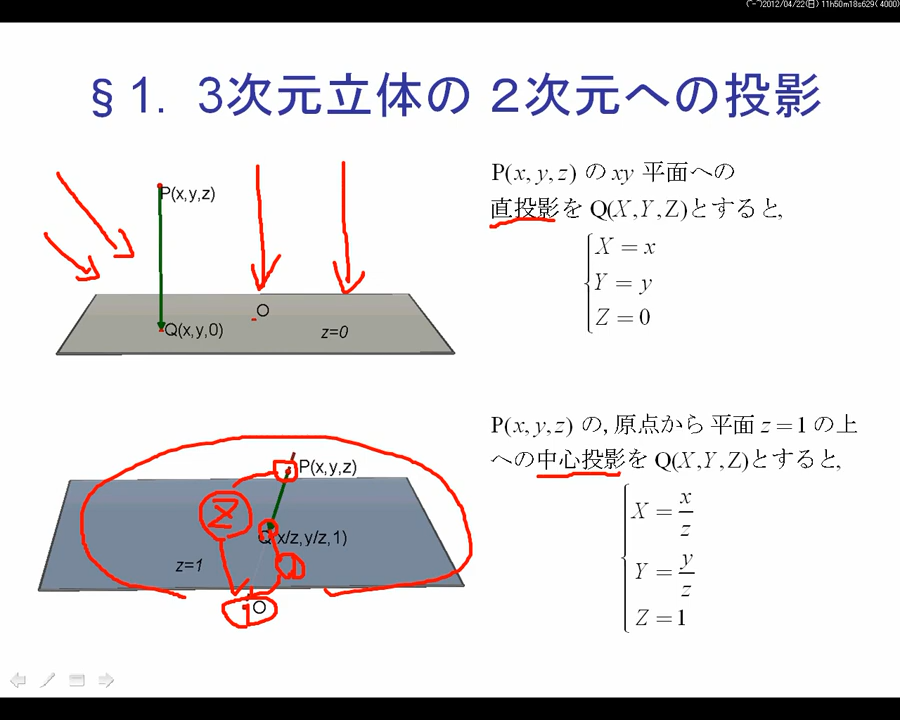 (^-^)2012/04/22(日) 11h50m18s629( 4000)
§1. 3次元立体の 2次元への投影
P(x,y,z)
O
Q(x,y,0)
z=0
P(x, y, z) の xy 平面への
直投影を Q(X,Y,Z)とすると,
X = x
Y = y
Z = 0
P(x,y,z)
Z
Q(x/z,y/z,1)
z=1
1
O
P(x, y, z) の, 原点から 平面 z = 1 の上
への中心投影を Q(X,Y,Z)とすると,
X = x/z
Y = y/z
Z = 1